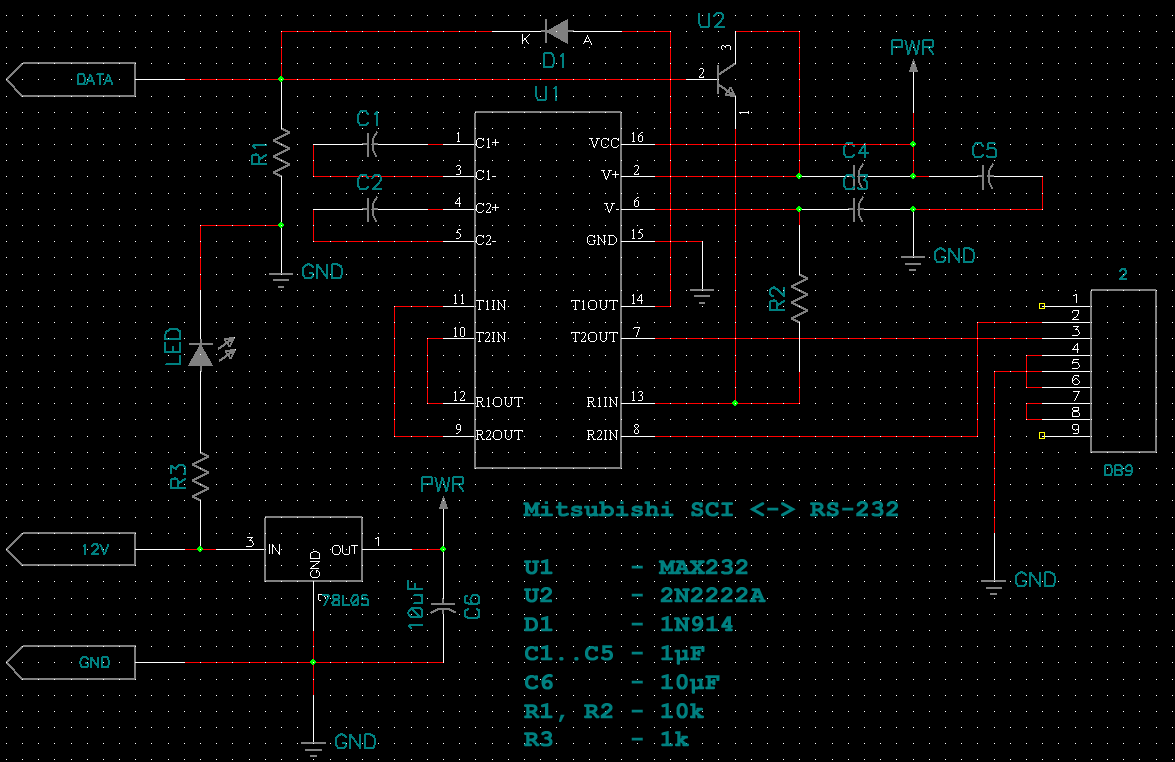 U2
PWR
K
A
D1
3
DATA
2
U1
1
C1
1
C1+
VCC
16
C4
C5
R1
3
C1-
V+
2
C2
C3
4
C2+
V-
6
5
C2-
GND
15
GND
GND
2
R2
11
T1IN
T1OUT
14
10
T2IN
T2OUT
7
1
2
3
4
5
6
7
8
9
LED
12
R1OUT
R1IN
13
9
R2OUT
R2IN
8
DB9
R3
PWR
Mitsubishi SCI <-> RS-232
12V
3
IN
OUT
1
GND
2
78L05
10uF
C6
GND
U1 - MAX232
U2 - 2N2222A
D1 - 1N914
C1..C5 - 1µF
C6 - 10µF
R1, R2 - 10k
R3 - 1k
GND
GND